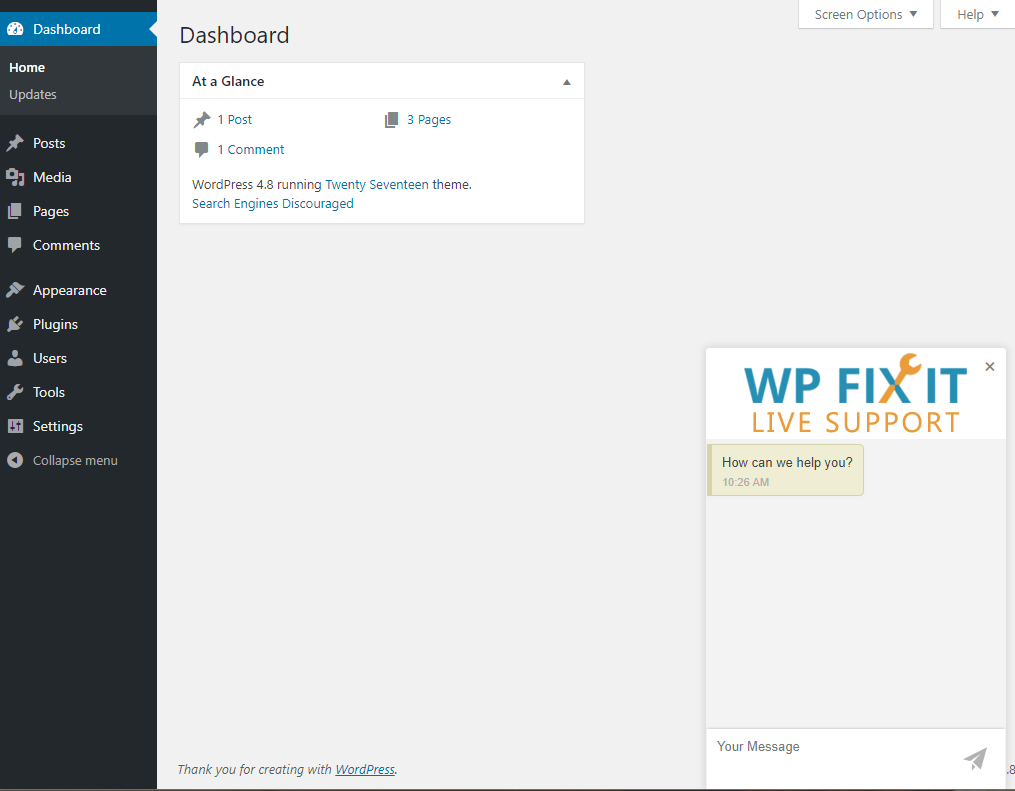 Dashboard
Home
Updates
Posts
Media
Pages
Comments
Appearance
Plugins
Users
Tools
Settings
Collapse menu
Screen Options
Help
Dashboard
At a Glance
1 Post
3 Pages
1 Comment
WordPress 4.8 running Twenty Seventeen theme.
Search Engines Discouraged
WP FIX IT
LIVE SUPPORT
How can we help you?
10:26 AM
Your Message
Thank you for creating with WordPress.
.8